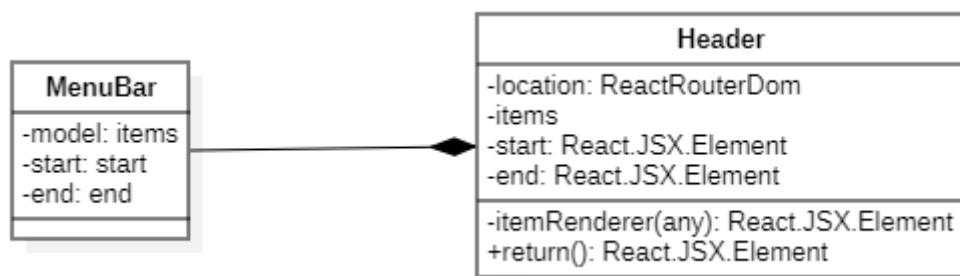 MenuBar
-model: items
-start: start
-end: end
Header
-location: ReactRouterDom
-items
-start: React.JSX.Element
-end: React.JSX.Element
-itemRenderer(any): React.JSX.Element
+return(): React.JSX.Element